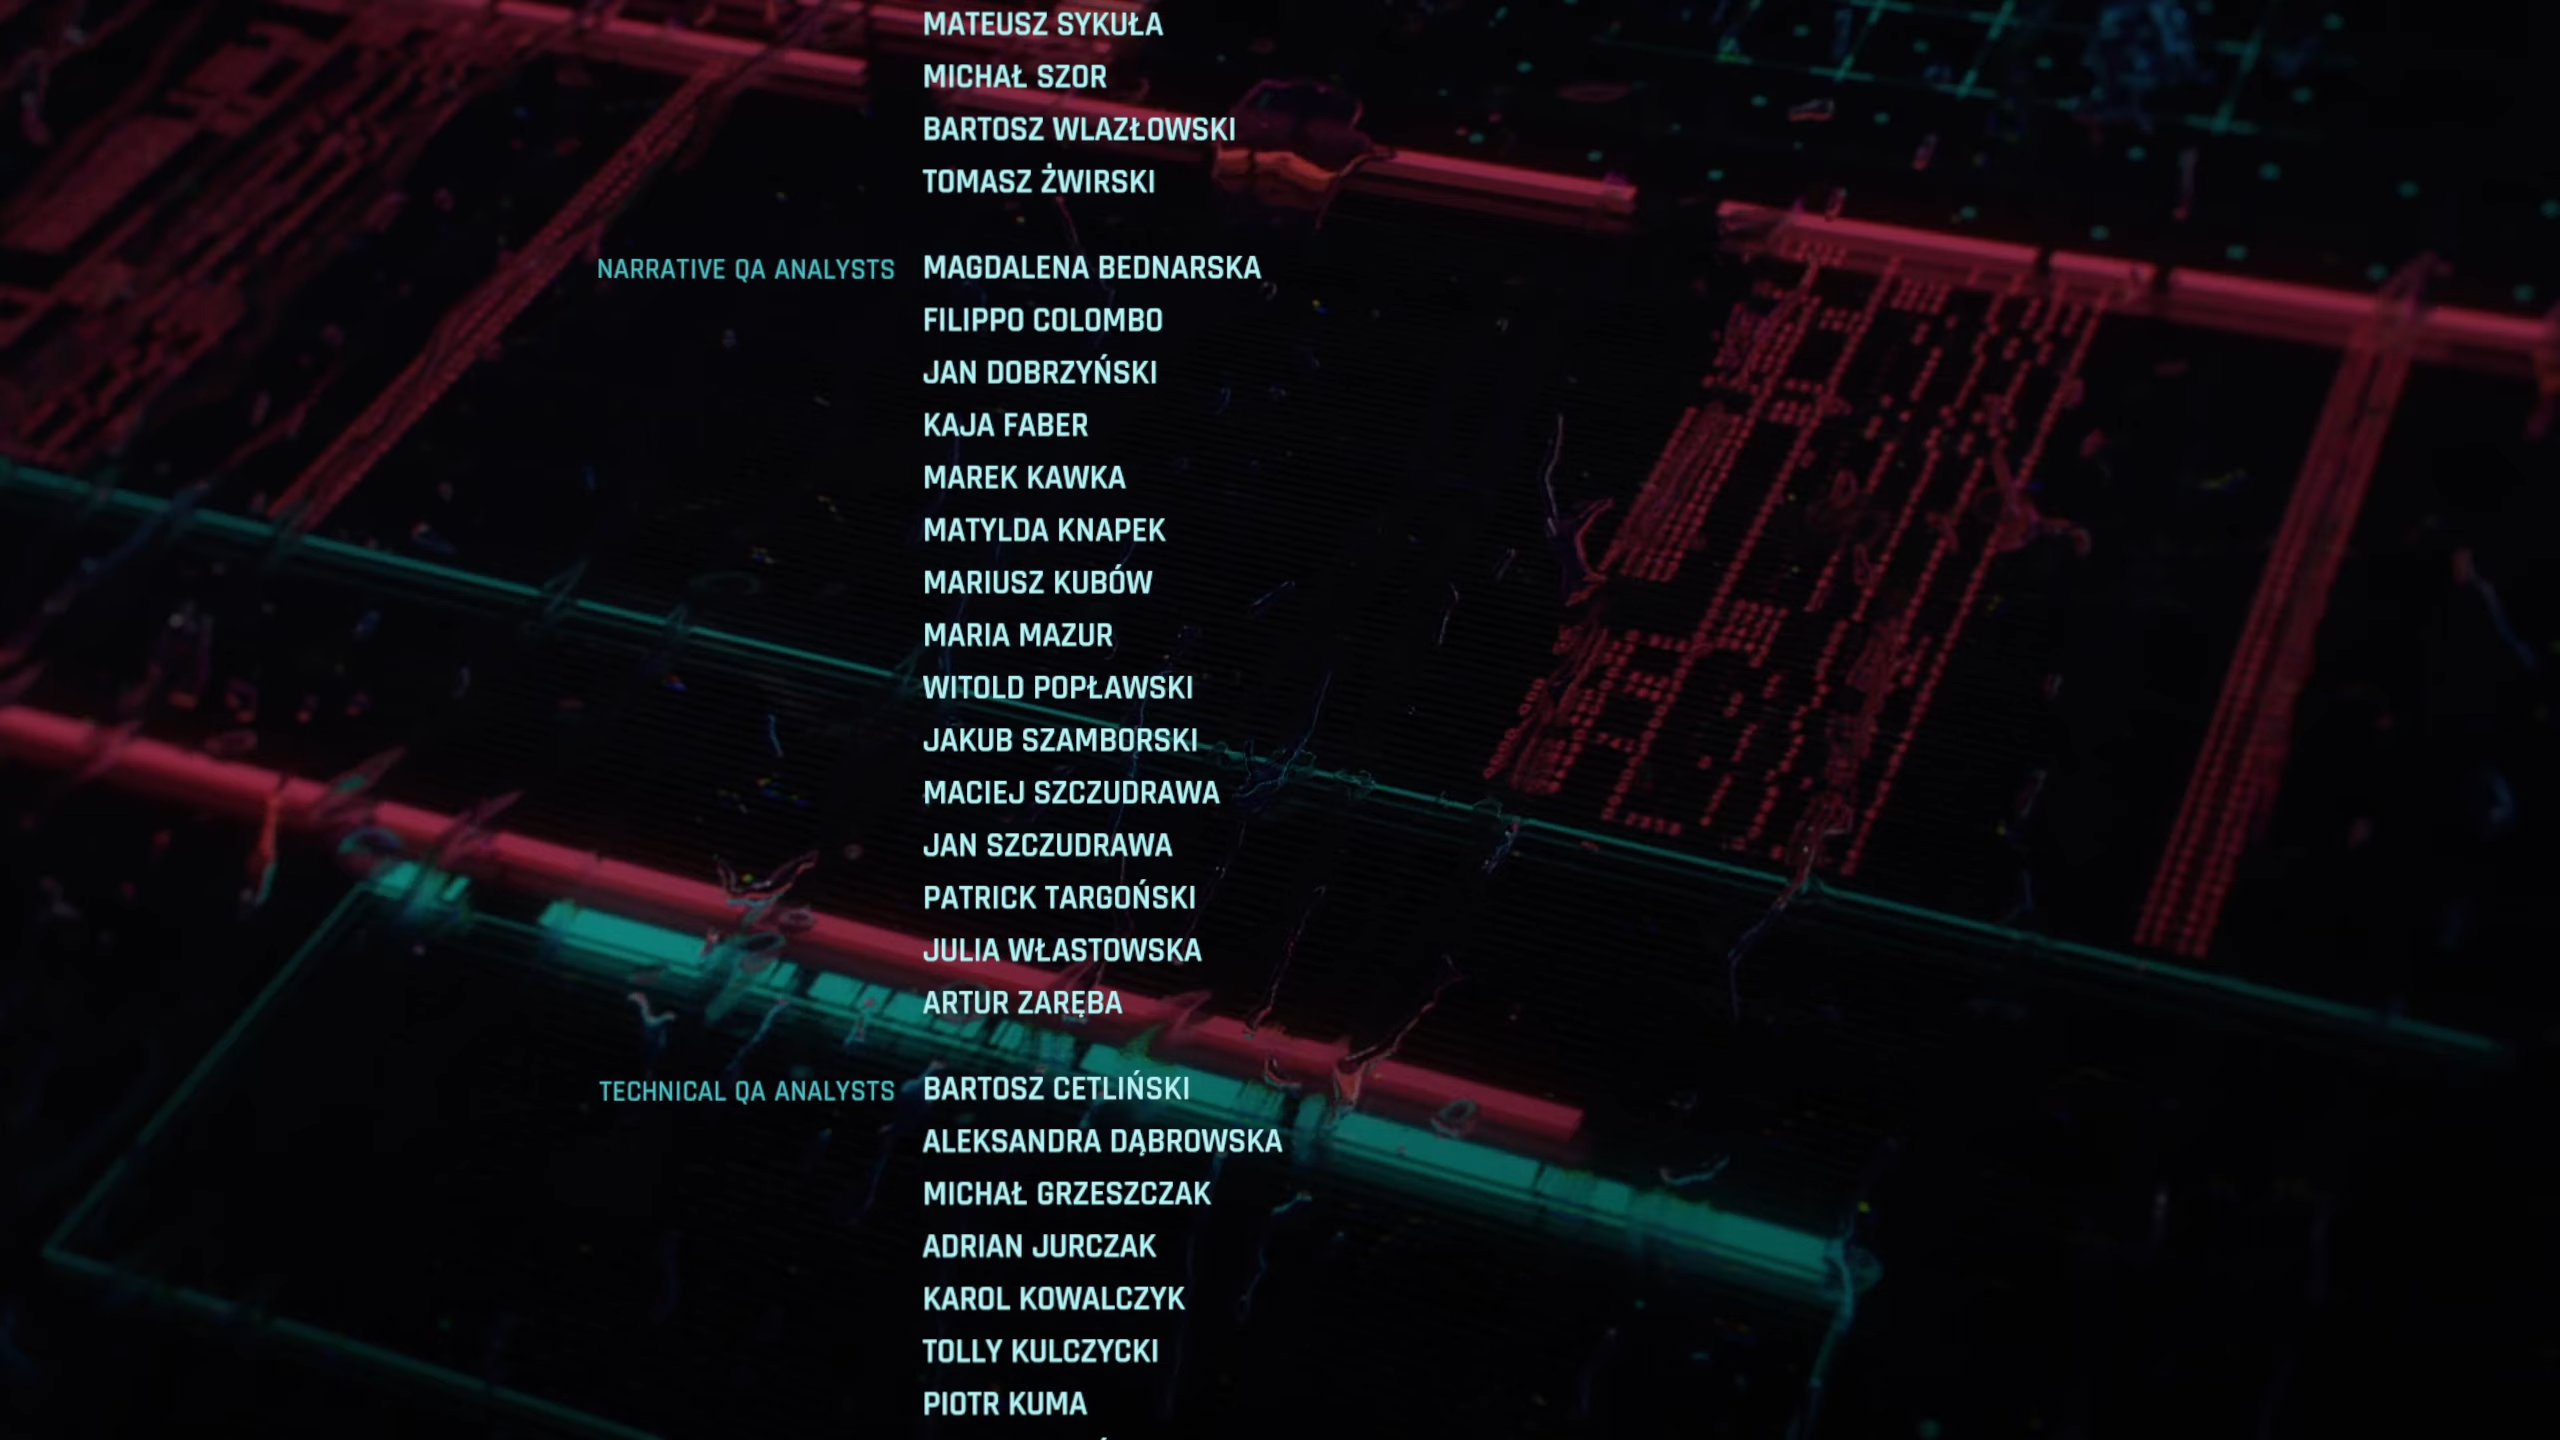 MATEUSZ SYKUŁA
MICHAŁ SZOR
BARTOSZ WLAZŁOWSKI
TOMASZ ŻWIRSKI
NARRATIVE QA ANALYSTS MAGDALENA BEDNARSKA
FILIPPO COLOMBO
JAN DOBRZYŃSKI
KAJA FABER
MAREK KAWKA
MATYLDA KNAPEK
MARIUSZ KUBÓW
MARIA MAZUR
WITOLD POPŁAWSKI
JAKUB SZAMBORSKI
MACIEJ SZCZUDRAWA
JAN SZCZUDRAWA
PATRICK TARGOŃSKI
JULIA WŁASTOWSKA
ARTUR ZARĘBA
TECHNICAL QA ANALYSTS BARTOSZ CETLIŃSKI
ALEKSANDRA DĄBROWSKA
MICHAŁ GRZESZCZAK
ADRIAN JURCZAK
KAROL KOWALCZYK
TOLLY KULCZYCKI
PIOTR KUMA